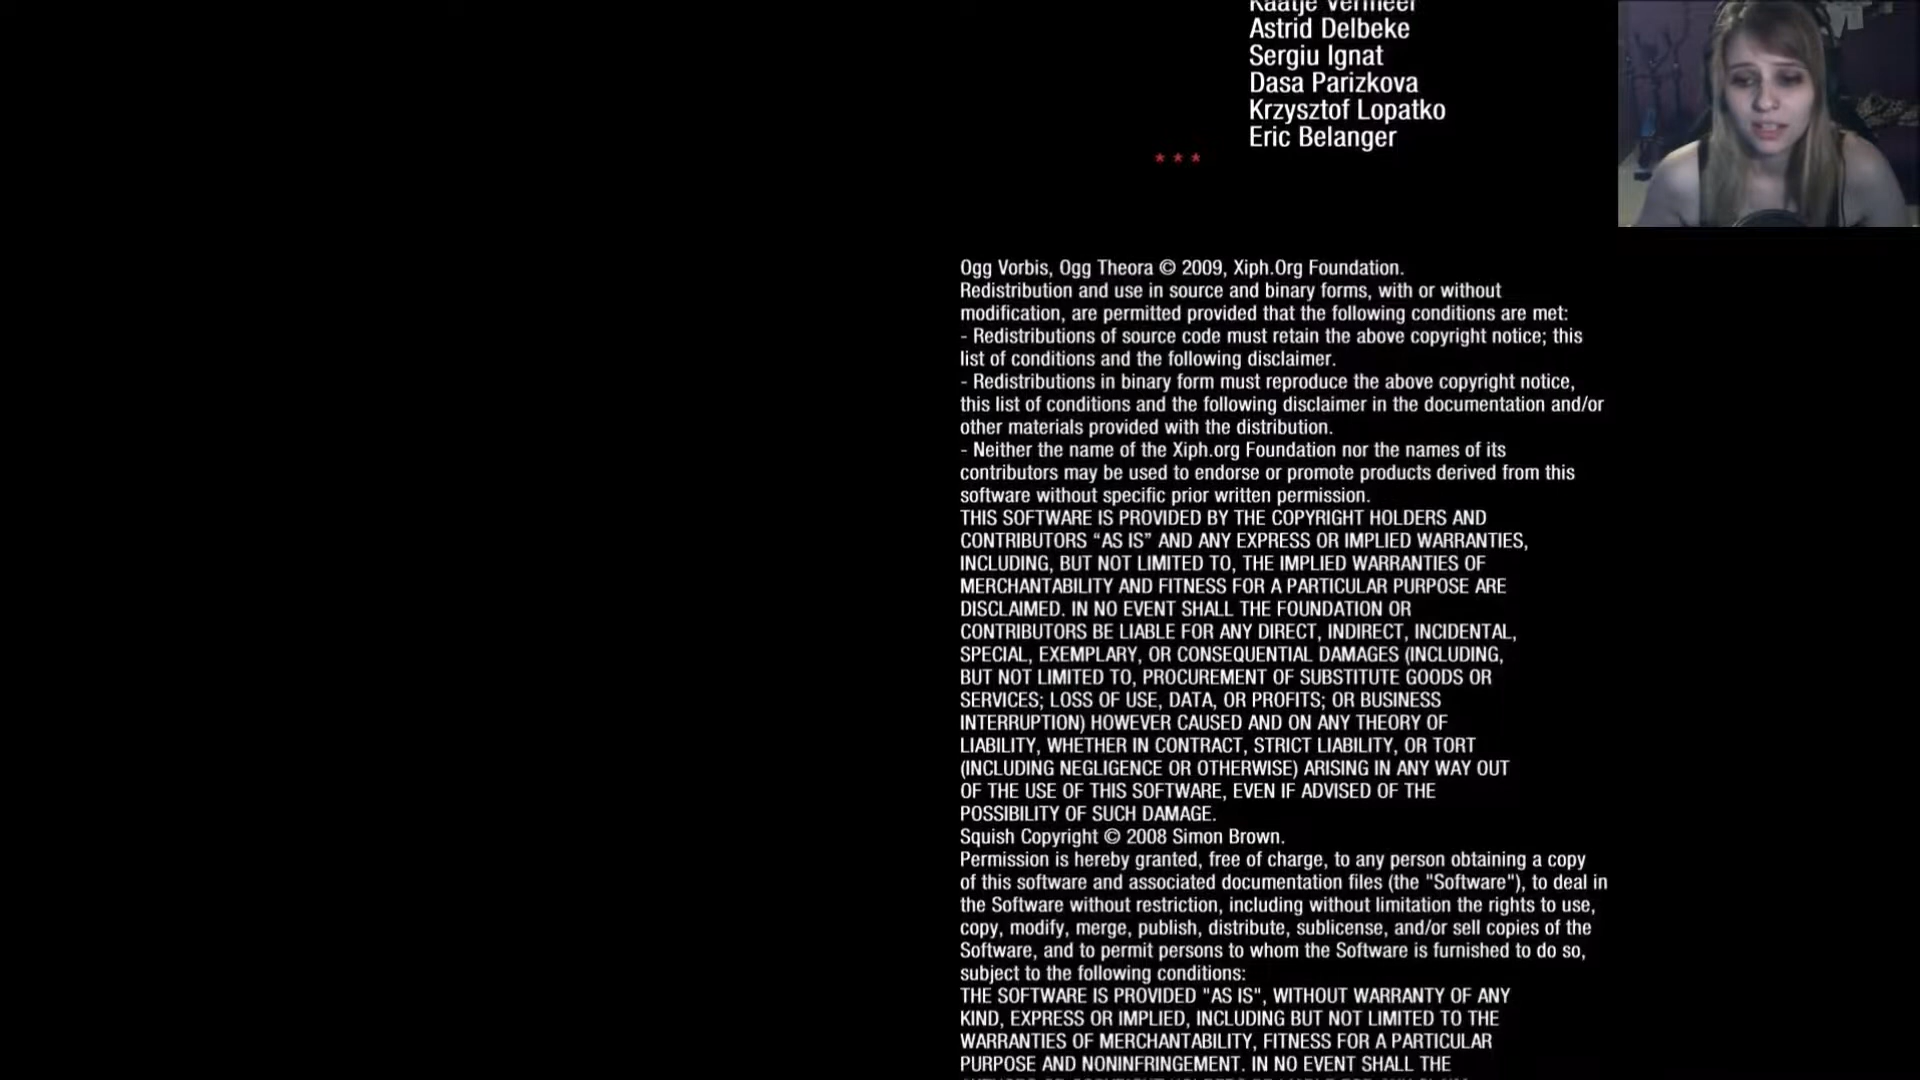 Kaatje Vermeer
Astrid Delbeke
Sergiu Ignat
Dasa Parizkova
Krzysztof Lopatko
Eric Belanger
* * *
Ogg Vorbis, Ogg Theora © 2009, Xiph.Org Foundation.
Redistribution and use in source and binary forms, with or without
modification, are permitted provided that the following conditions are met:
- Redistributions of source code must retain the above copyright notice; this
list of conditions and the following disclaimer.
- Redistributions in binary form must reproduce the above copyright notice,
this list of conditions and the following disclaimer in the documentation and/or
other materials provided with the distribution.
- Neither the name of the Xiph.org Foundation nor the names of its
contributors may be used to endorse or promote products derived from this
software without specific prior written permission.
THIS SOFTWARE IS PROVIDED BY THE COPYRIGHT HOLDERS AND
CONTRIBUTORS “AS IS” AND ANY EXPRESS OR IMPLIED WARRANTIES,
INCLUDING, BUT NOT LIMITED TO, THE IMPLIED WARRANTIES OF
MERCHANTABILITY AND FITNESS FOR A PARTICULAR PURPOSE ARE
DISCLAIMED. IN NO EVENT SHALL THE FOUNDATION OR
CONTRIBUTORS BE LIABLE FOR ANY DIRECT, INDIRECT, INCIDENTAL,
SPECIAL, EXEMPLARY, OR CONSEQUENTIAL DAMAGES (INCLUDING,
BUT NOT LIMITED TO, PROCUREMENT OF SUBSTITUTE GOODS OR
SERVICES; LOSS OF USE, DATA, OR PROFITS; OR BUSINESS
INTERRUPTION) HOWEVER CAUSED AND ON ANY THEORY OF
LIABILITY, WHETHER IN CONTRACT, STRICT LIABILITY, OR TORT
(INCLUDING NEGLIGENCE OR OTHERWISE) ARISING IN ANY WAY OUT
OF THE USE OF THIS SOFTWARE, EVEN IF ADVISED OF THE
POSSIBILITY OF SUCH DAMAGE.
Squish Copyright © 2008 Simon Brown.
Permission is hereby granted, free of charge, to any person obtaining a copy
of this software and associated documentation files (the "Software"), to deal in
the Software without restriction, including without limitation the rights to use,
copy, modify, merge, publish, distribute, sublicense, and/or sell copies of the
Software, and to permit persons to whom the Software is furnished to do so,
subject to the following conditions:
THE SOFTWARE IS PROVIDED "AS IS", WITHOUT WARRANTY OF ANY
KIND, EXPRESS OR IMPLIED, INCLUDING BUT NOT LIMITED TO THE
WARRANTIES OF MERCHANTABILITY, FITNESS FOR A PARTICULAR
PURPOSE AND NONINFRINGEMENT. IN NO EVENT SHALL THE